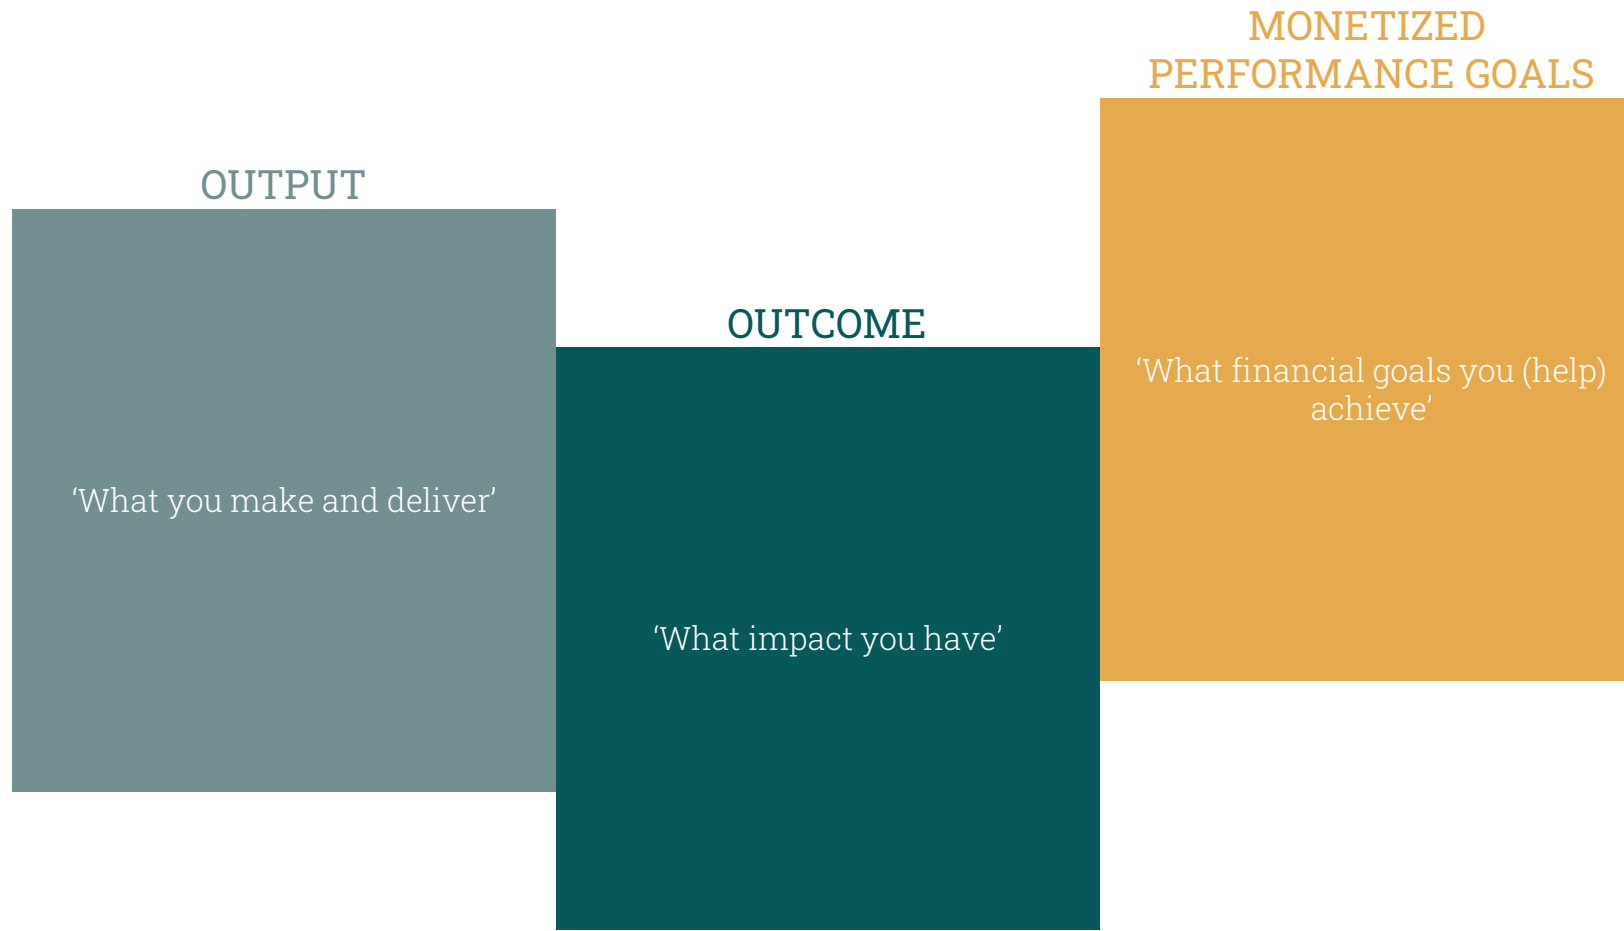 OUTPUT
‘What you make and deliver’
OUTCOME
‘What impact you have’
MONETIZED
PERFORMANCE GOALS
‘What financial goals you (help)
achieve’